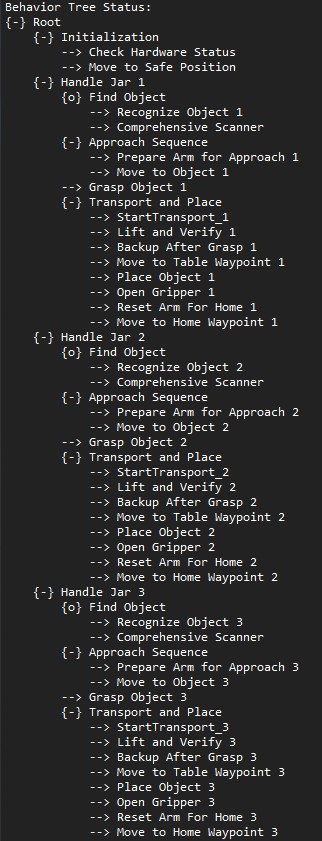 Behavior Tree Status:
{-} Root
    {-} Initialization
        --> Check Hardware Status
        --> Move to Safe Position
    {-} Handle Jar 1
        {o} Find Object
            --> Recognize Object 1
            --> Comprehensive Scanner
        {-} Approach Sequence
            --> Prepare Arm for Approach 1
            --> Move to Object 1
        --> Grasp Object 1
        {-} Transport and Place
            --> StartTransport_1
            --> Lift and Verify 1
            --> Backup After Grasp 1
            --> Move to Table Waypoint 1
            --> Place Object 1
            --> Open Gripper 1
            --> Reset Arm For Home 1
            --> Move to Home Waypoint 1
    {-} Handle Jar 2
        {o} Find Object
            --> Recognize Object 2
            --> Comprehensive Scanner
        {-} Approach Sequence
            --> Prepare Arm for Approach 2
            --> Move to Object 2
        --> Grasp Object 2
        {-} Transport and Place
            --> StartTransport_2
            --> Lift and Verify 2
            --> Backup After Grasp 2
            --> Move to Table Waypoint 2
            --> Place Object 2
            --> Open Gripper 2
            --> Reset Arm For Home 2
            --> Move to Home Waypoint 2
    {-} Handle Jar 3
        {o} Find Object
            --> Recognize Object 3
            --> Comprehensive Scanner
        {-} Approach Sequence
            --> Prepare Arm for Approach 3
            --> Move to Object 3
        --> Grasp Object 3
        {-} Transport and Place
            --> StartTransport_3
            --> Lift and Verify 3
            --> Backup After Grasp 3
            --> Move to Table Waypoint 3
            --> Place Object 3
            --> Open Gripper 3
            --> Reset Arm For Home 3
            --> Move to Home Waypoint 3